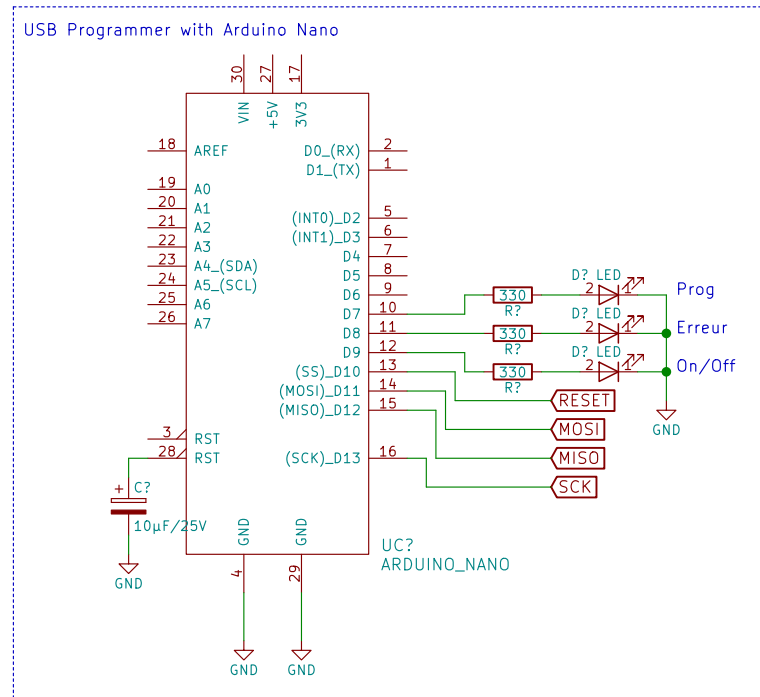 USB Programmer with Arduino Nano
30
27
17
VIN
+5V
3V3
18
AREF
D0_(RX)
2
D1_(TX)
1
19
A0
20
A1
(INT0)_D2
5
21
A2
(INT1)_D3
6
22
A3
D4
7
23
A4_(SDA)
D5
8
24
A5_(SCL)
D6
9
25
A6
D7
10
26
A7
D8
11
D9
12
(SS)_D10
13
(MOSI)_D11
14
(MISO)_D12
15
3
RST
28
RST
(SCK)_D13
16
D? LED
330
2
1
Prog
R?
D? LED
330
2
1
Erreur
R?
D? LED
330
2
1
On/Off
R?
RESET
MOSI
MISO
SCK
GND
+
C?
10µF/25V
GND
GND
GND
4
29
UC?
ARDUINO_NANO
GND
GND